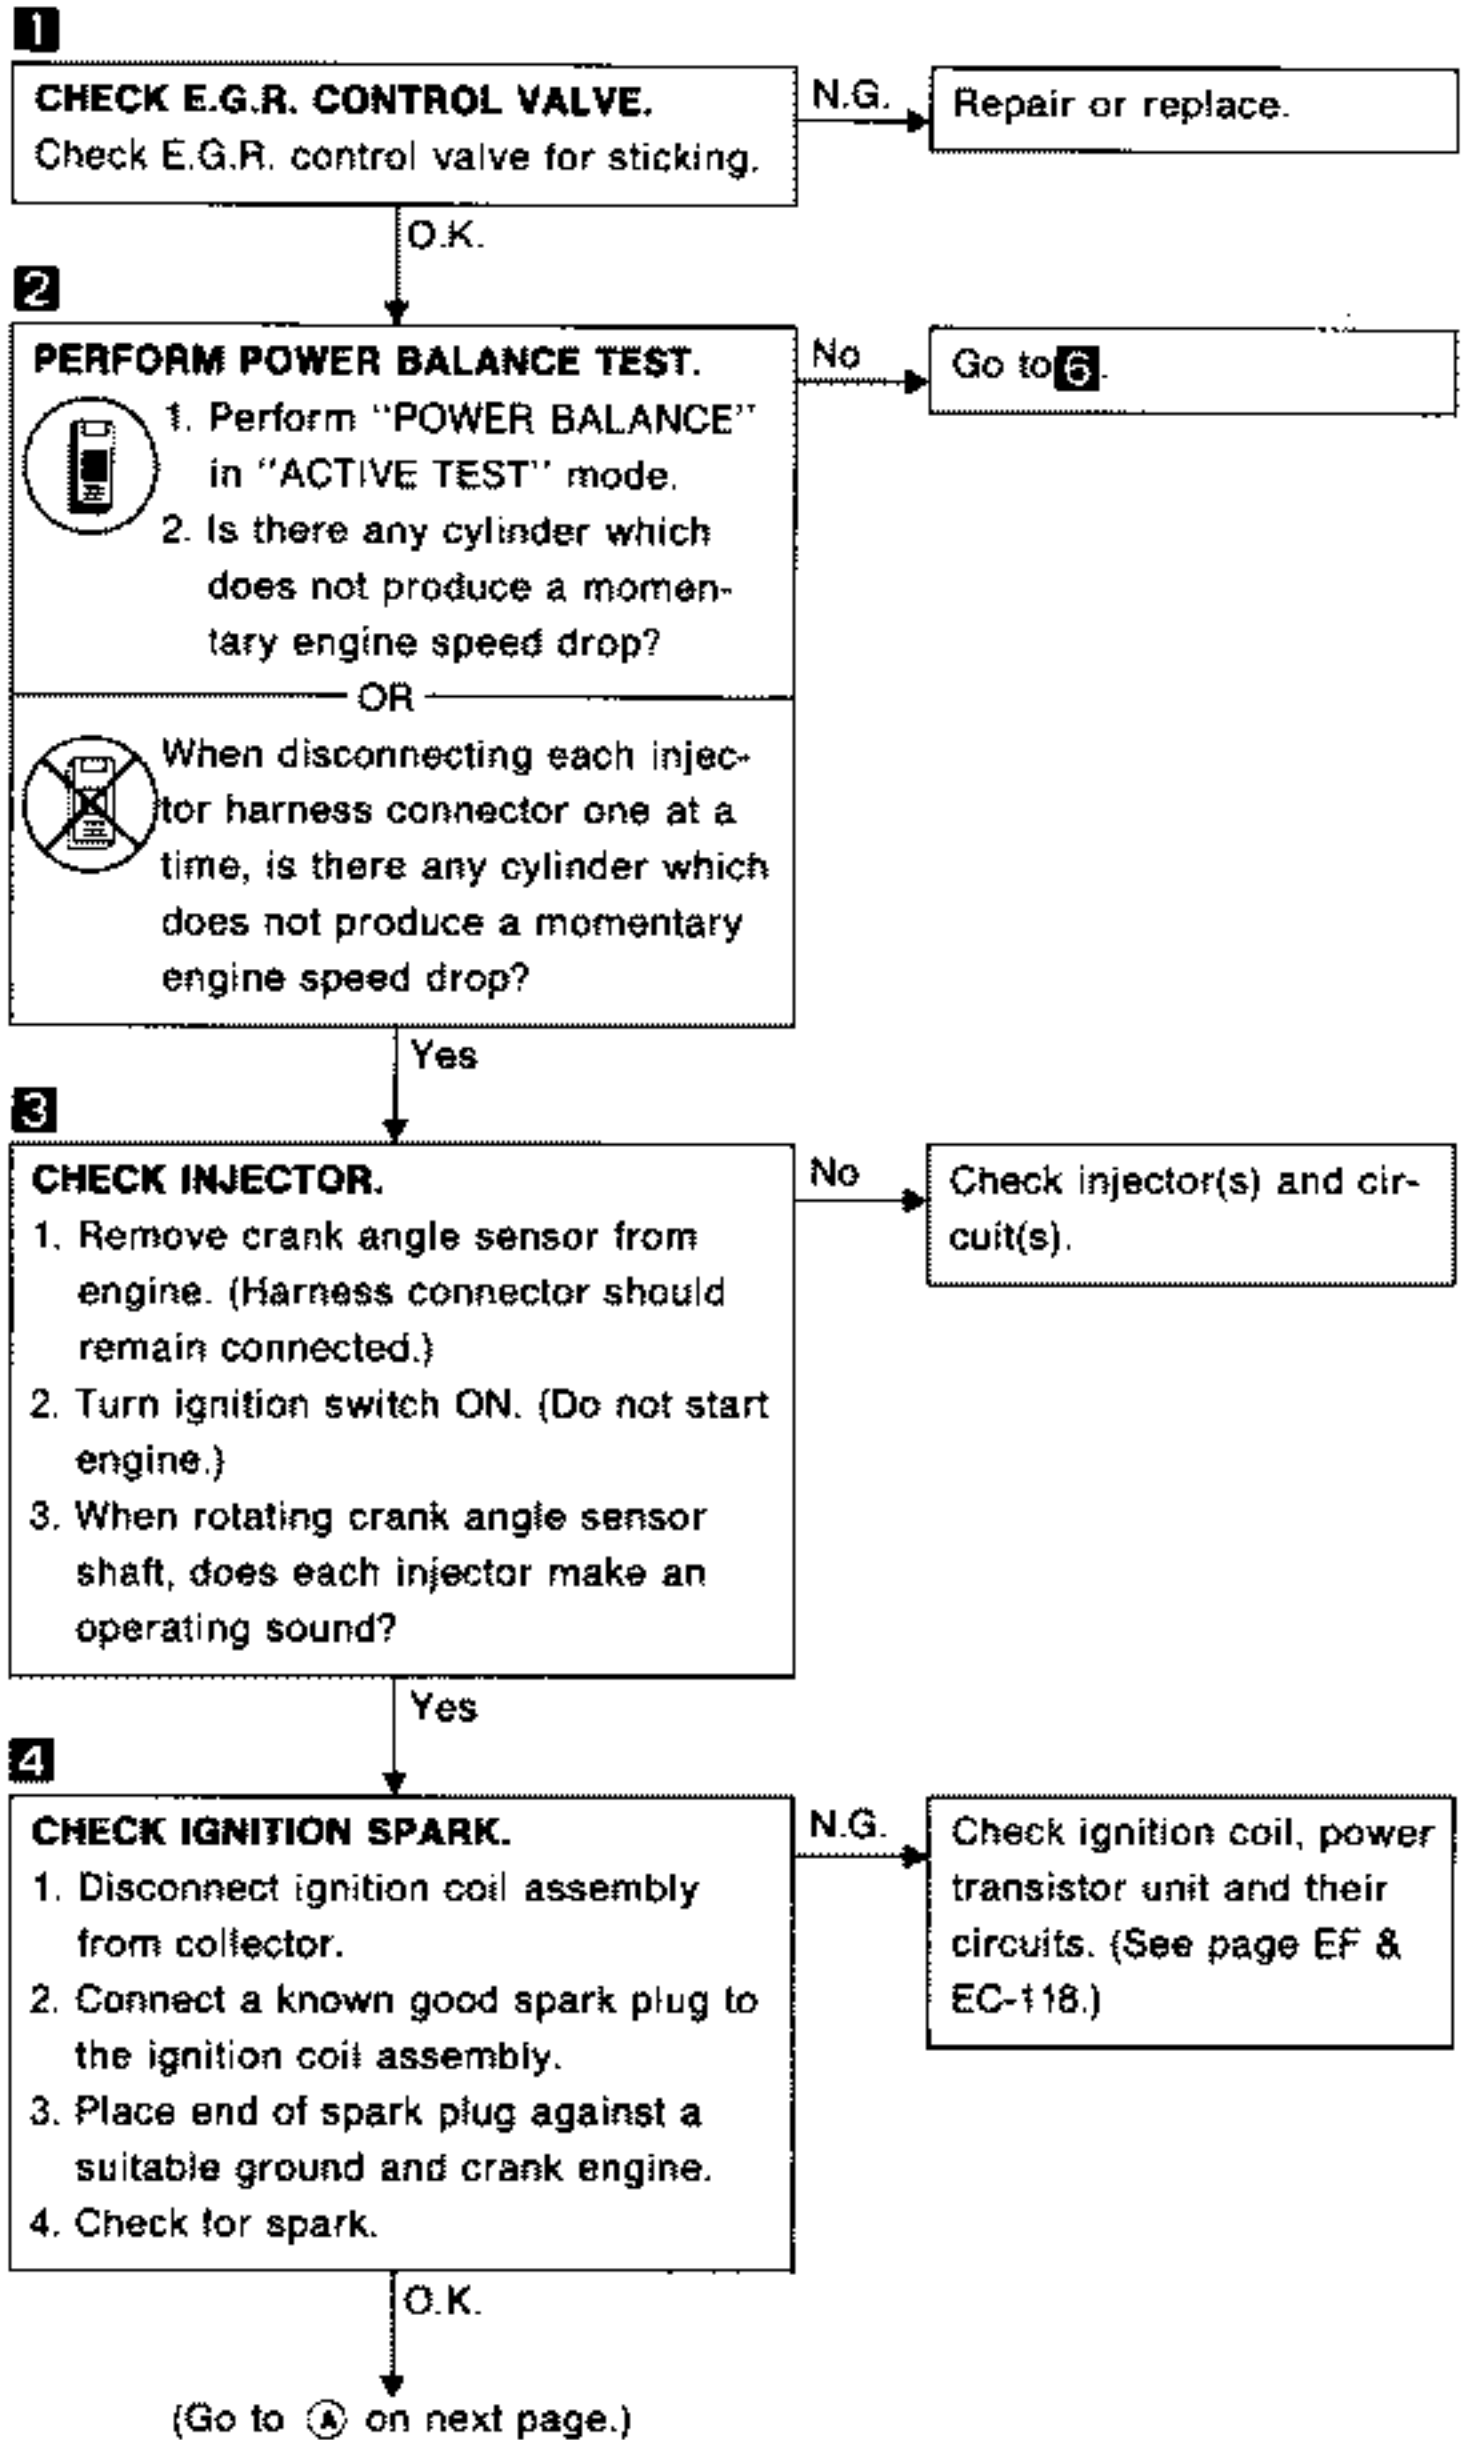 1
CHECK E.G.R. CONTROL VALVE.
Check E.G.R. control valve for sticking.
N.G.
Repair or replace.
O.K.
2
PERFORM POWER BALANCE TEST.
1. Perform "POWER BALANCE"
in "ACTIVE TEST" mode.
2. Is there any cylinder which
does not produce a momen-
tary engine speed drop?
OR
When disconnecting each injec-
tor harness connector one at a
time, is there any cylinder which
does not produce a momentary
engine speed drop?
No
Go to 6.
Yes
3
CHECK INJECTOR.
1. Remove crank angle sensor from
engine. (Harness connector should
remain connected.)
2. Turn ignition switch ON. (Do not start
engine.)
3. When rotating crank angle sensor
shaft, does each injector make an
operating sound?
No
Check injector(s) and cir-
cuit(s).
Yes
4
CHECK IGNITION SPARK.
1. Disconnect ignition coil assembly
from collector.
2. Connect a known good spark plug to
the ignition coil assembly.
3. Place end of spark plug against a
suitable ground and crank engine.
4. Check for spark.
N.G.
Check ignition coil, power
transistor unit and their
circuits. (See page EF &
EC-118.)
O.K.
(Go to Ⓐ on next page.)